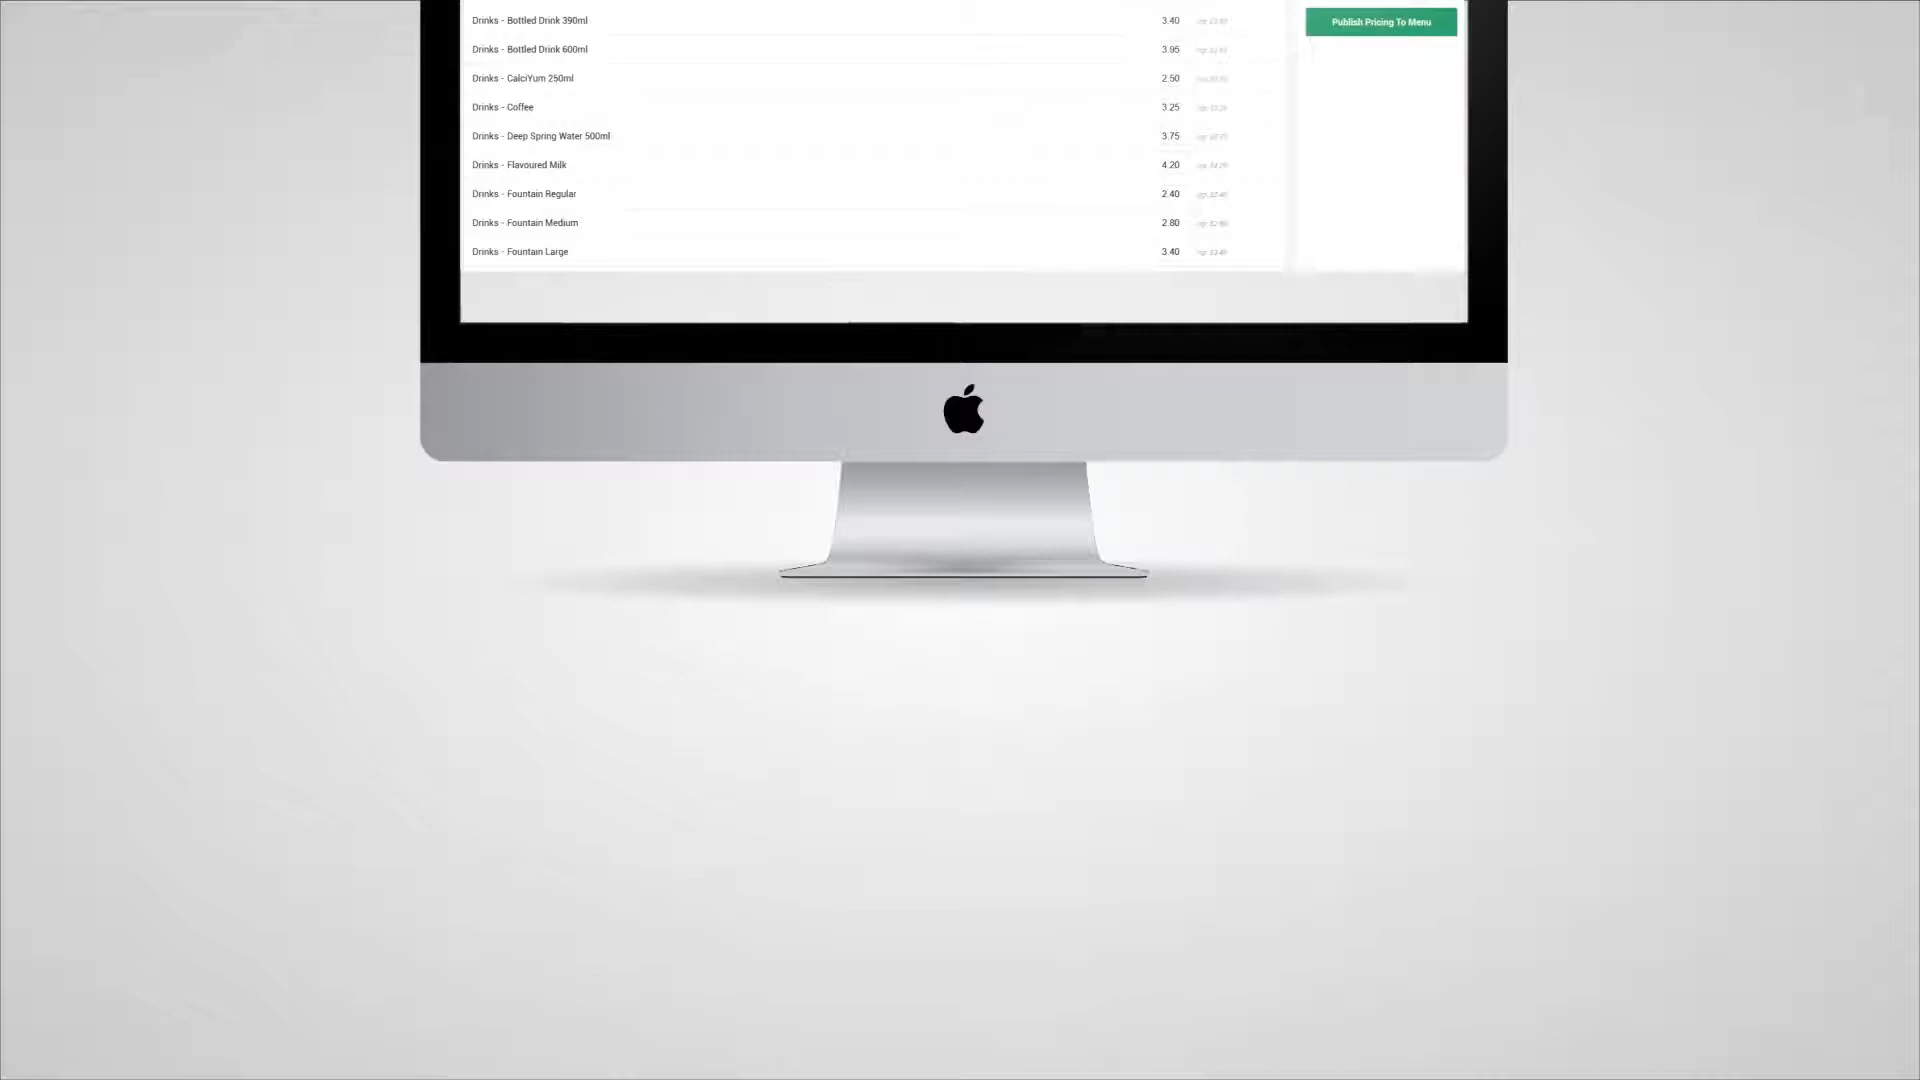 Drinks - Bottled Drink 390ml 3.40
Publish Pricing To Menu
Drinks - Bottled Drink 600ml 3.95
Drinks - CalciYum 250ml 2.50
Drinks - Coffee 3.25
Drinks - Deep Spring Water 500ml 3.75
Drinks - Flavoured Milk 4.20
Drinks - Fountain Regular 2.40
Drinks - Fountain Medium 2.80
Drinks - Fountain Large 3.40